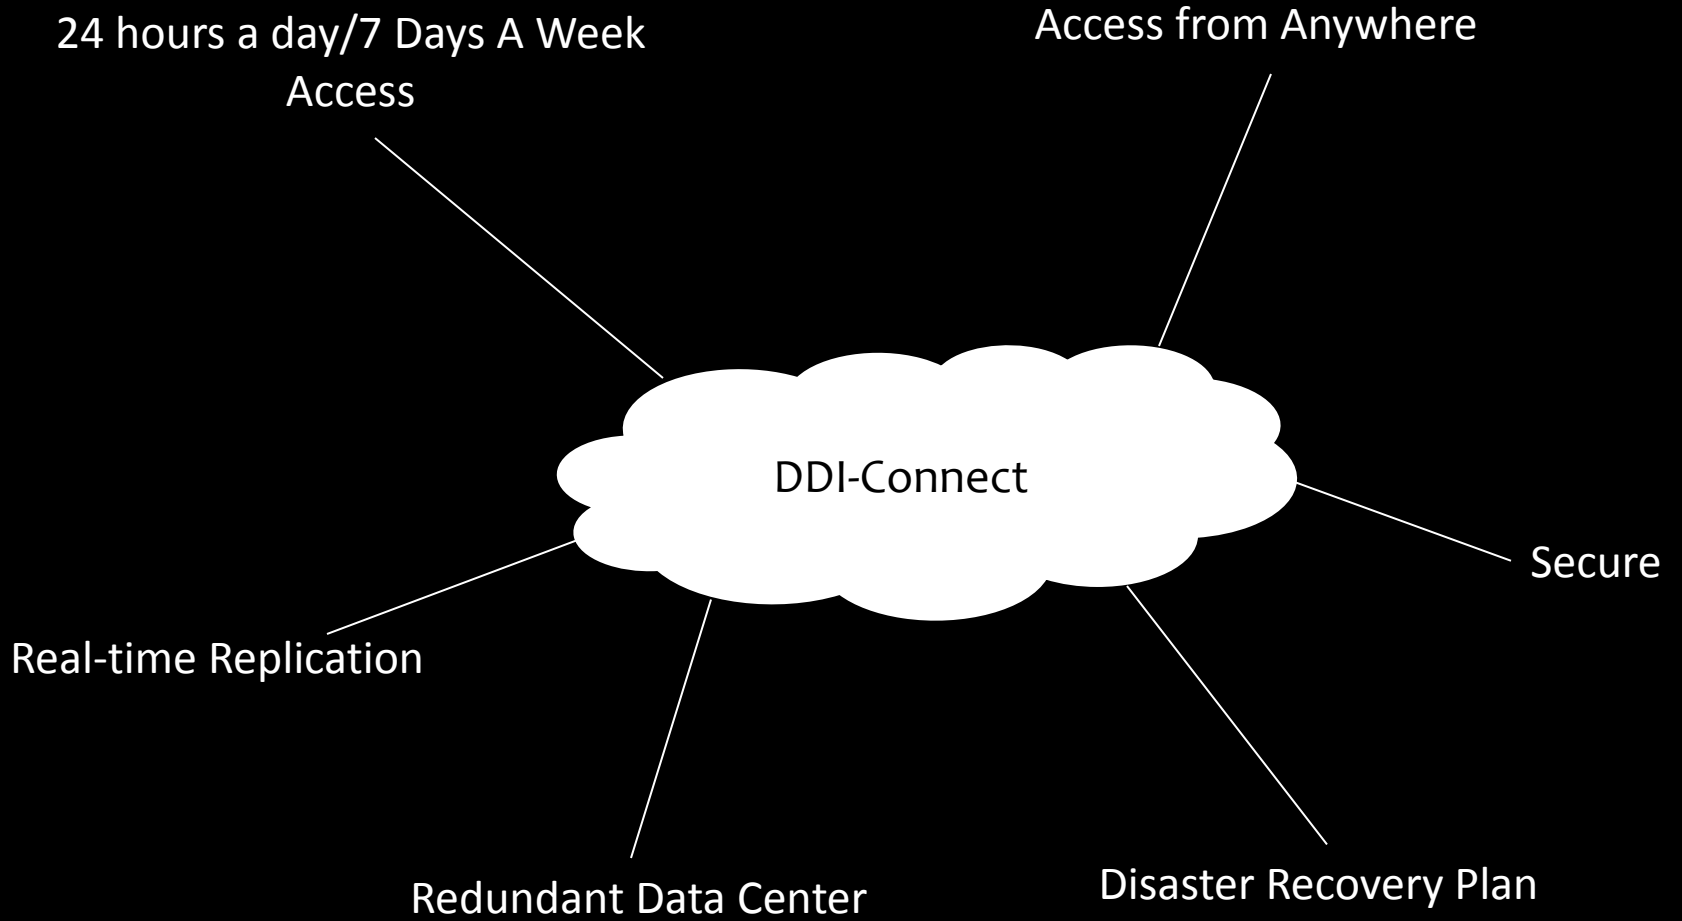 24 hours a day/7 Days A Week
Access
Access from Anywhere
DDI-Connect
Secure
Real-time Replication
Redundant Data Center
Disaster Recovery Plan